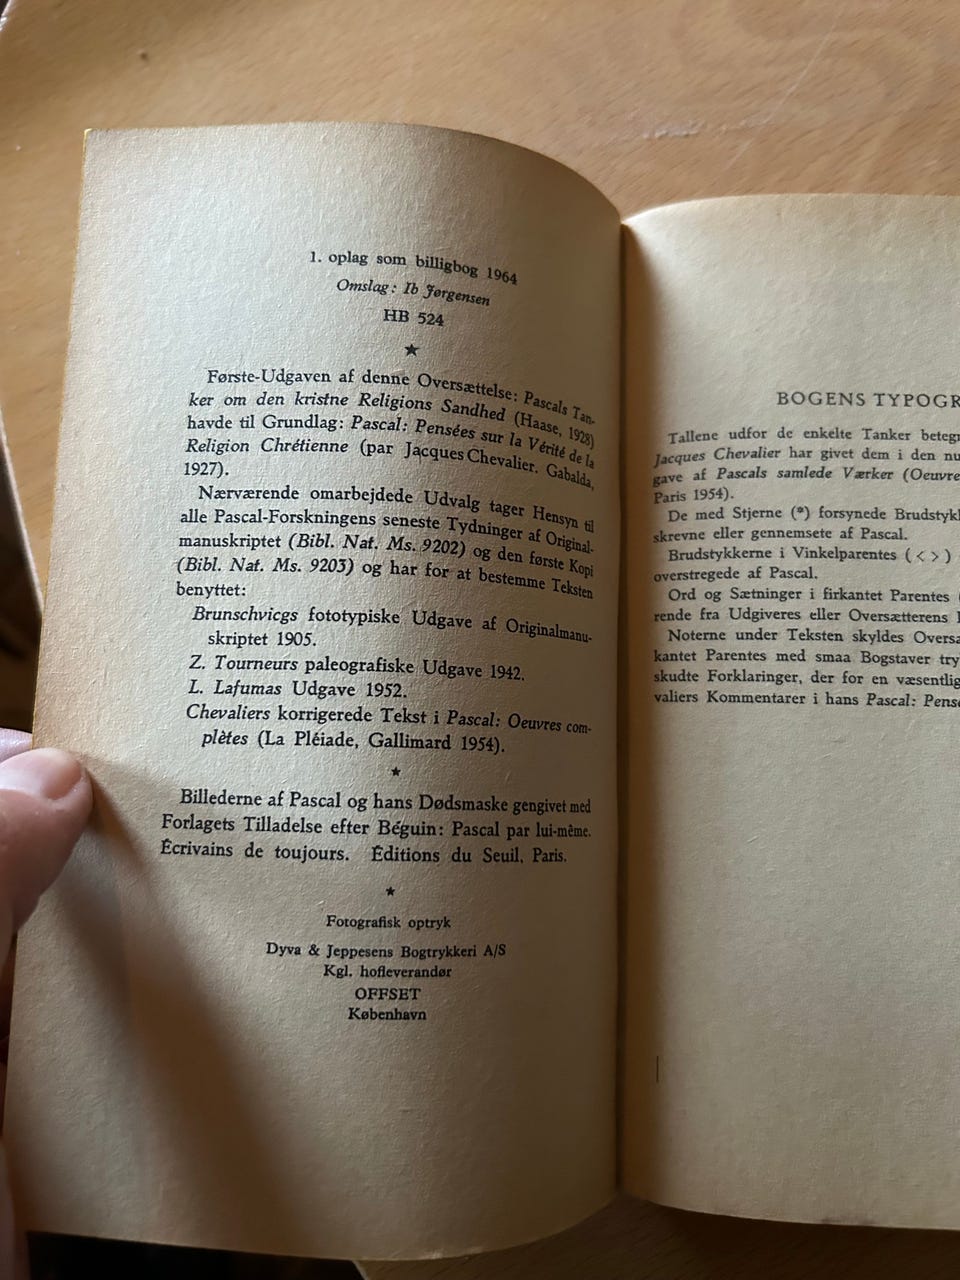 1. oplag som billigbog 1964
Omslag: Ib Jørgensen
HB 524
★
Første-Udgaven af denne Oversættelse: Pascals Tan-
ker om den kristne Religions Sandhed (Haase, 1928)
havde til Grundlag: Pascal: Pensées sur la Vérité de la
Religion Chrétienne (par Jacques Chevalier. Gabalda,
1927).
Nærværende omarbejdede Udvalg tager Hensyn til
alle Pascal-Forskningens seneste Tydninger af Original-
manuskriptet (Bibl. Nat. Ms. 9202) og den første Kopi
(Bibl. Nat. Ms. 9203) og har for at bestemme Teksten
benyttet:
Brunschvicgs fototypiske Udgave af Originalmanu-
skriptet 1905.
Z. Tourneurs paleografiske Udgave 1942.
L. Lafumas Udgave 1952.
Chevaliers korrigerede Tekst i Pascal: Oeuvres com-
plètes (La Pléiade, Gallimard 1954).
★
Billederne af Pascal og hans Dødsmaske gengivet med
Forlagets Tilladelse efter Béguin: Pascal par lui-même.
Écrivains de toujours. Éditions du Seuil, Paris.
★
Fotografisk optryk
Dyva & Jeppesens Bogtrykkeri A/S
Kgl. hofleverandør
OFFSET
København
BOGENS TYPOGR
Tallene udfor de enkelte Tanker betegn
Jacques Chevalier har givet dem i den nu
gave af Pascals samlede Værker (Oeuvre
Paris 1954).
De med Stjerne (*) forsynede Brudstykk
skrevne eller gennemsete af Pascal.
Brudstykkerne i Vinkelparentes (< >)
overstregede af Pascal.
Ord og Sætninger i firkantet Parentes
rende fra Udgiveres eller Oversætterens
Noterne under Teksten skyldes Oversæ
kantet Parentes med smaa Bogstaver try
skudte Forklaringer, der for en væsentlig
valiers Kommentarer i hans Pascal: Pensé